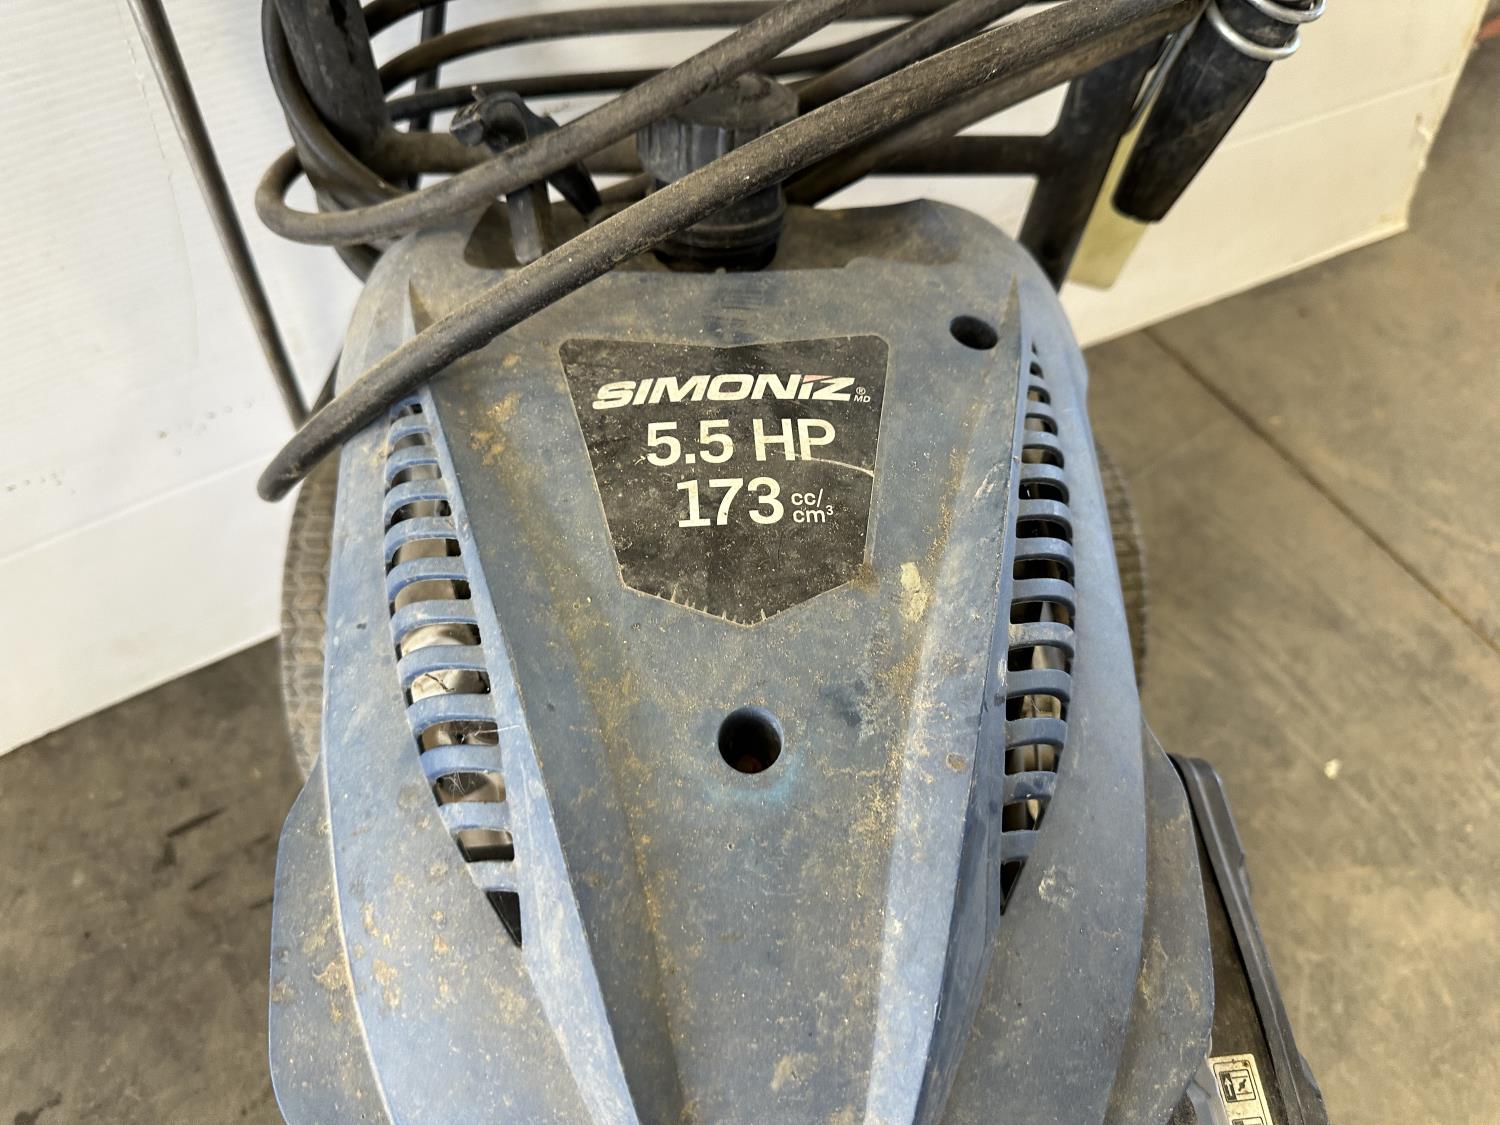 SIMONIZ®
MD
5.5 HP
173 cc/
cm³